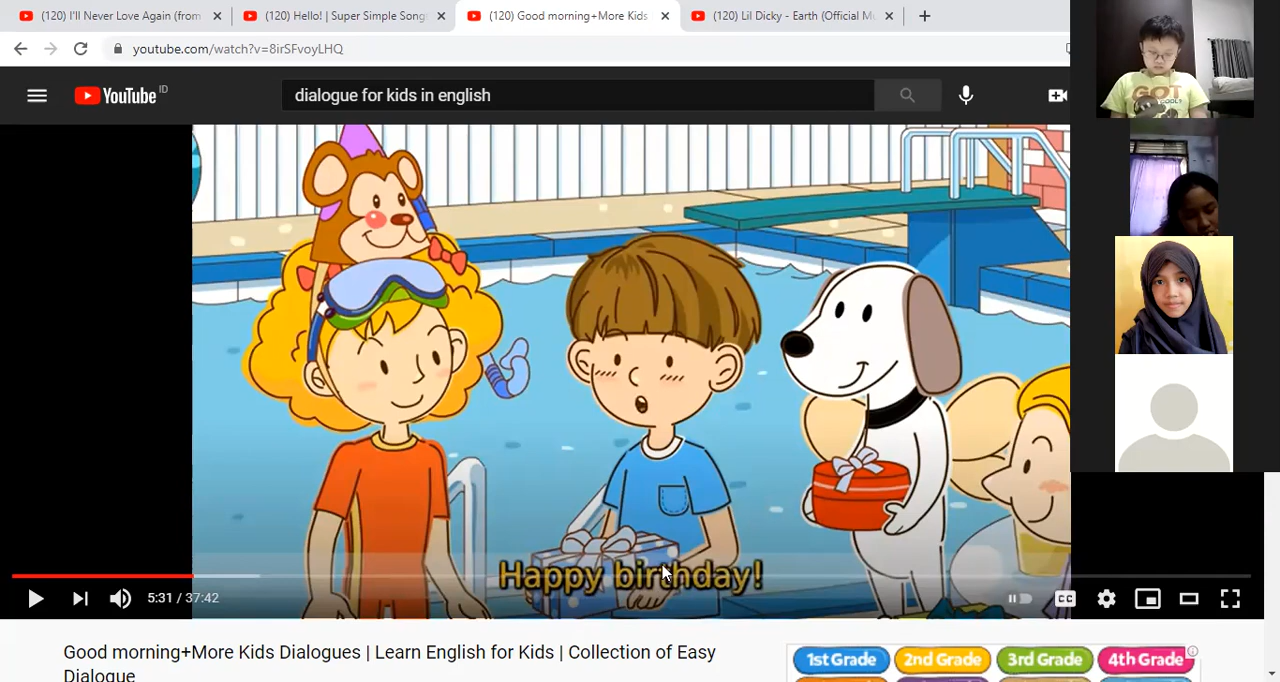 (120) I'll Never Love Again (from
(120) Hello! | Super Simple Song
(120) Good morning+More Kids
(120) Lil Dicky - Earth (Official Mu
youtube.com/watch?v=8irSFvoyLHQ
YouTube ID
dialogue for kids in english
GOT
Happy birthday!
5:31 / 37:42
CC
Good morning+More Kids Dialogues | Learn English for Kids | Collection of Easy
Dialogue
1st Grade
2nd Grade
3rd Grade
4th Grade